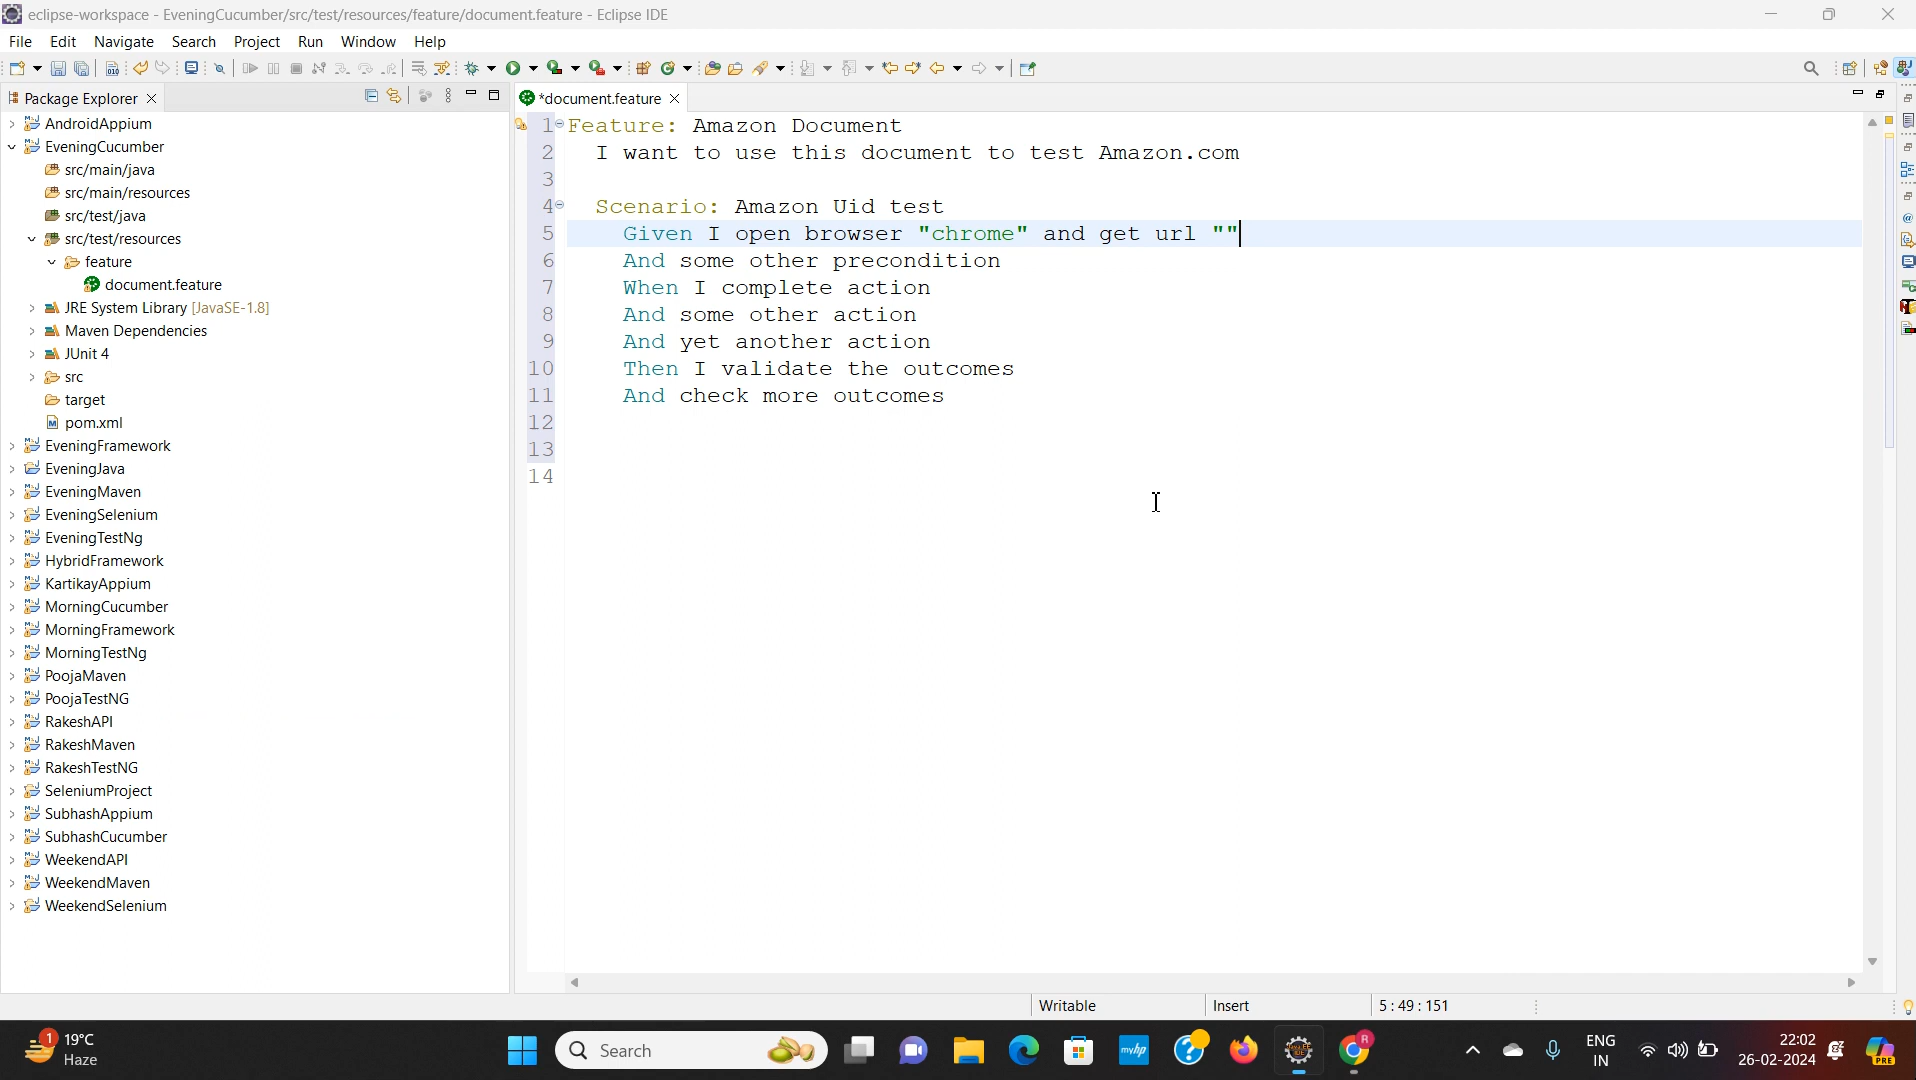 eclipse-workspace - EveningCucumber/src/test/resources/feature/document.feature - Eclipse IDE
File Edit Navigate Search Project Run Window Help
Package Explorer
*document.feature
AndroidAppium
EveningCucumber
src/main/java
src/main/resources
src/test/java
src/test/resources
feature
document.feature
JRE System Library [JavaSE-1.8]
Maven Dependencies
JUnit 4
src
target
pom.xml
EveningFramework
EveningJava
EveningMaven
EveningSelenium
EveningTestNg
HybridFramework
KartikayAppium
MorningCucumber
MorningFramework
MorningTestNg
PoojaMaven
PoojaTestNG
RakeshAPI
RakeshMaven
RakeshTestNG
SeleniumProject
SubhashAppium
SubhashCucumber
WeekendAPI
WeekendMaven
WeekendSelenium
1 Feature: Amazon Document
2 I want to use this document to test Amazon.com
3
4 Scenario: Amazon Uid test
5 Given I open browser "chrome" and get url ""
6 And some other precondition
7 When I complete action
8 And some other action
9 And yet another action
10 Then I validate the outcomes
11 And check more outcomes
12
13
14
Writable Insert 5 : 49 : 151
1 19°C
Haze
Search
myhp
R
ENG
IN
22:02
26-02-2024
PRE